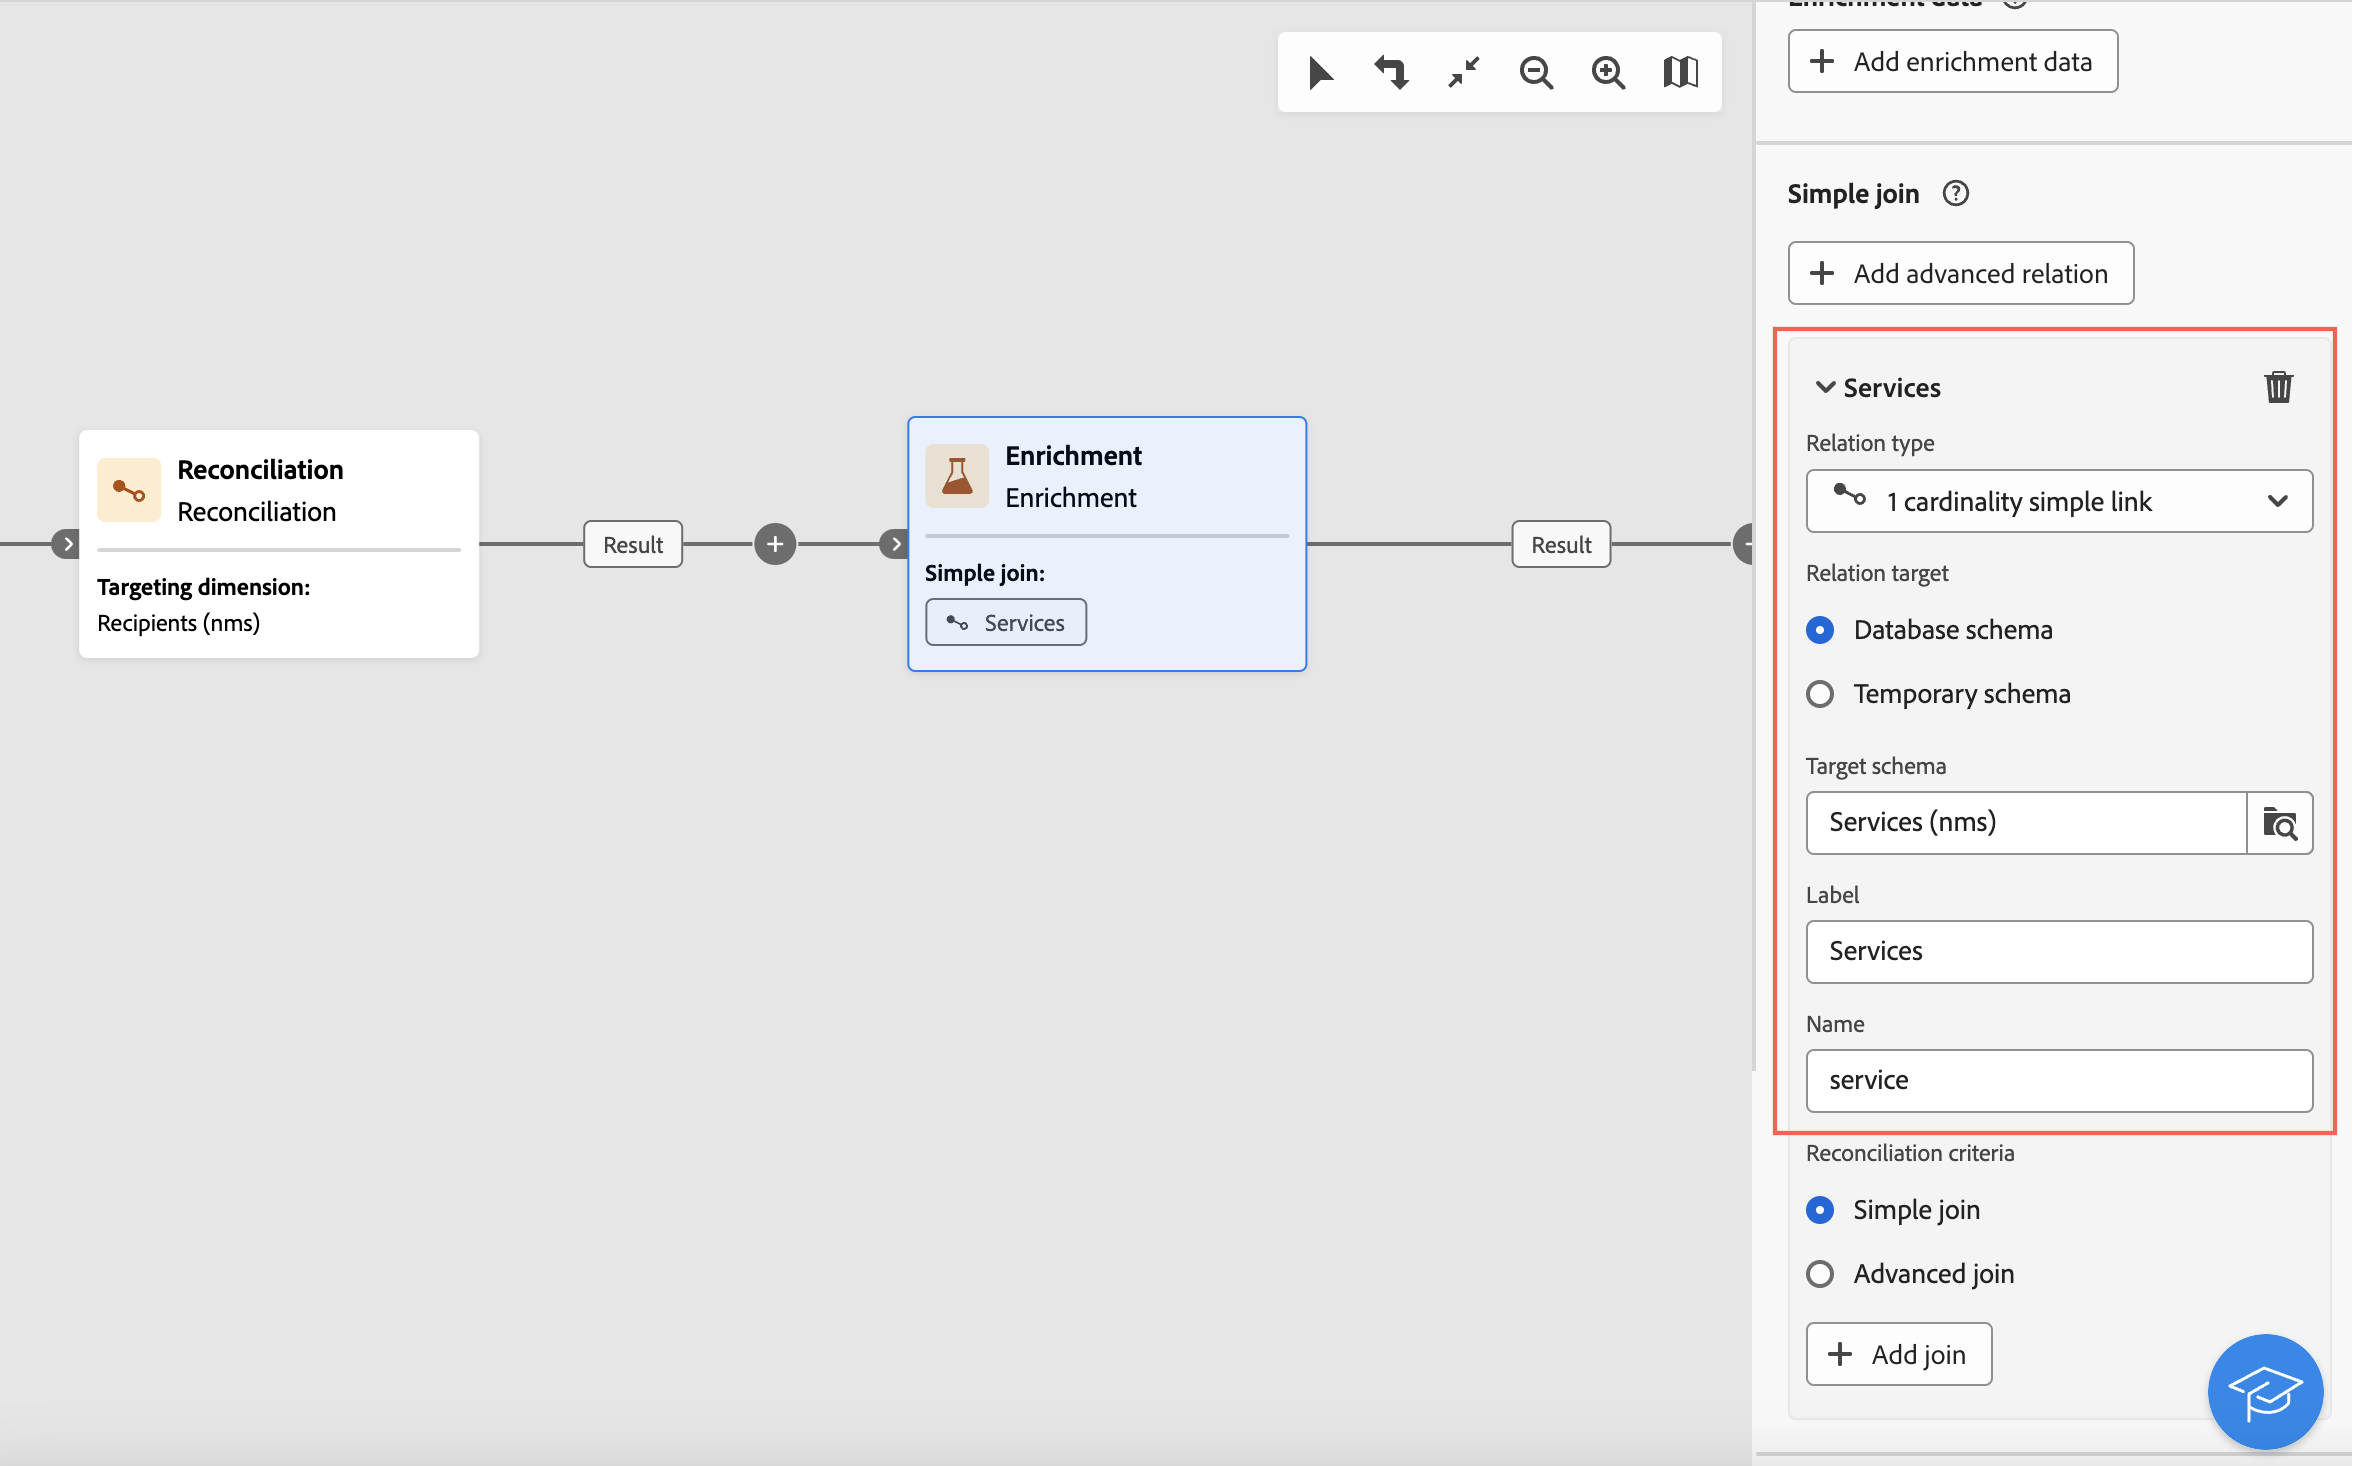 Enrichment data
+ Add enrichment data
Simple join
+ Add advanced relation
Services
Relation type
1 cardinality simple link
Relation target
Database schema
Temporary schema
Target schema
Services (nms)
Label
Services
Name
service
Reconciliation criteria
Simple join
Advanced join
+ Add join
Reconciliation
Reconciliation
Targeting dimension:
Recipients (nms)
Result
Enrichment
Enrichment
Simple join:
Services
Result